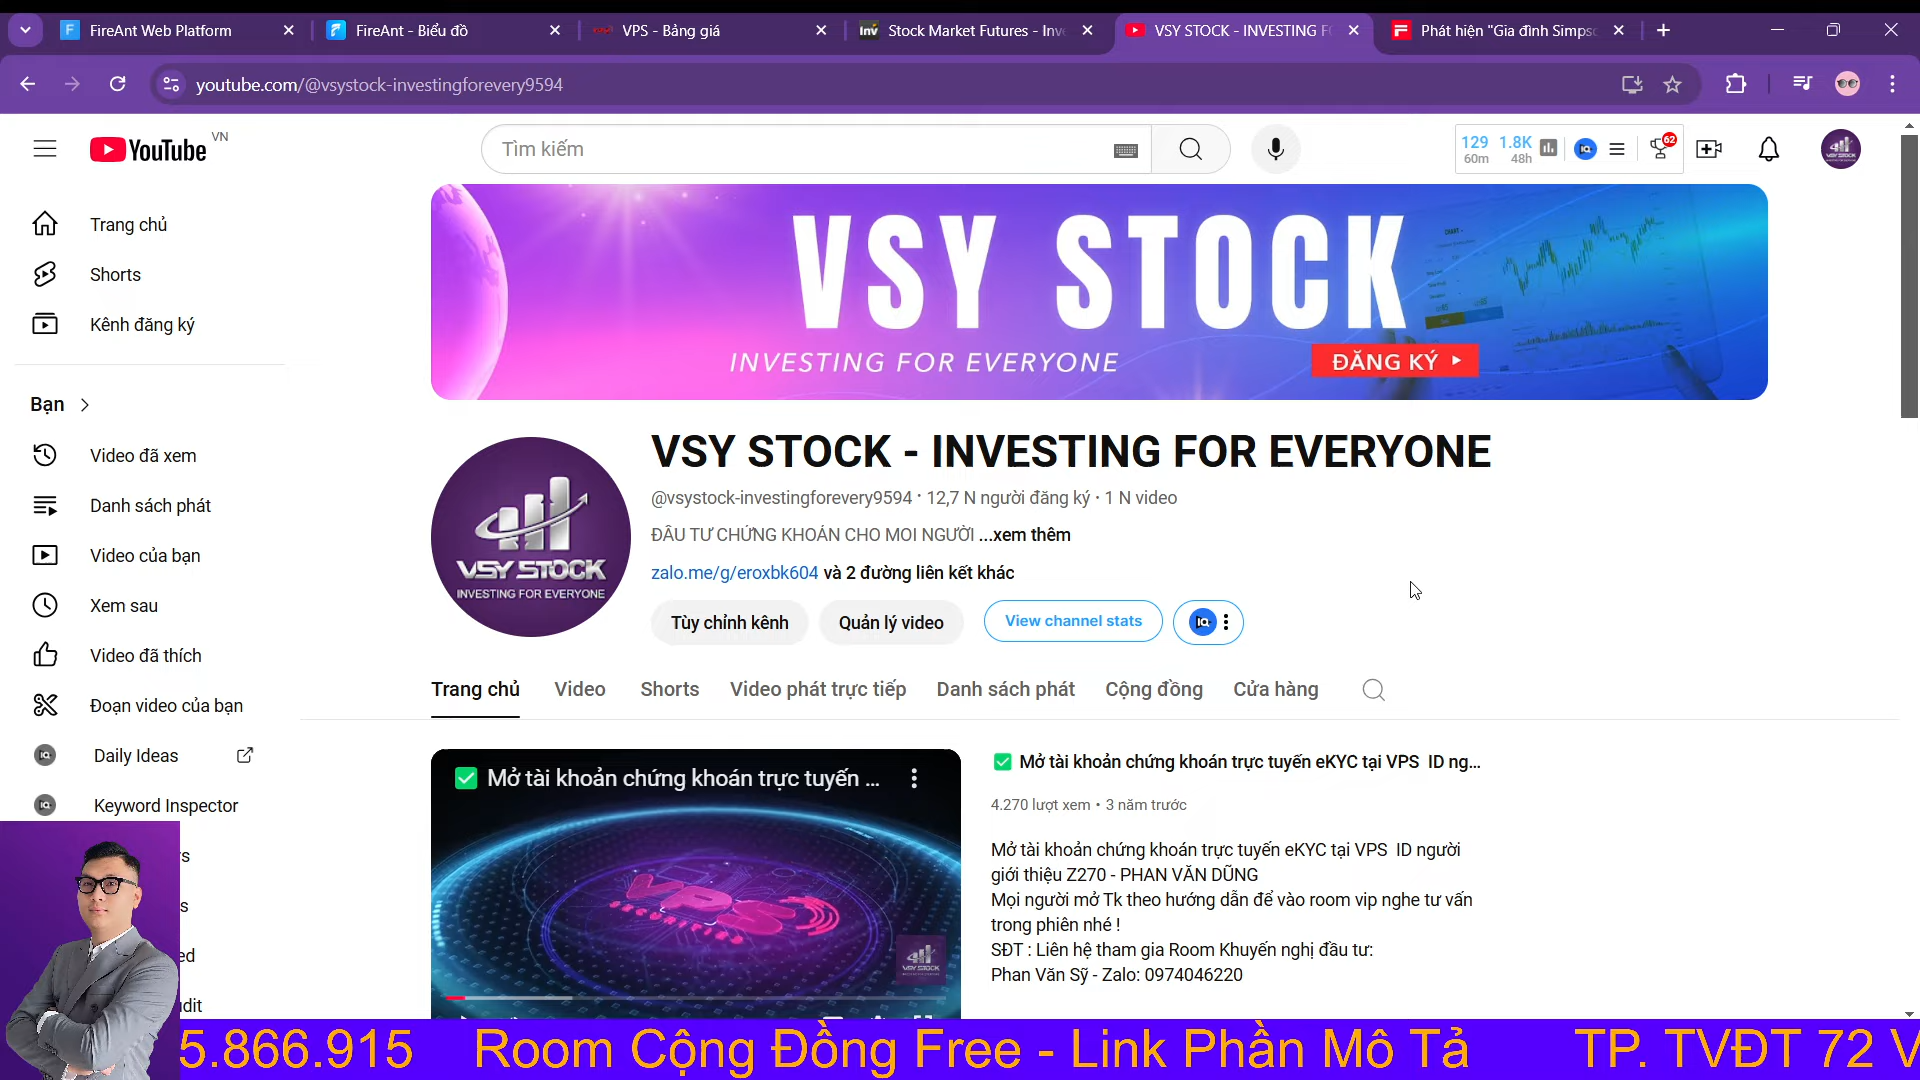 FireAnt Web Platform
FireAnt - Biểu đồ
VPS - Bảng giá
Stock Market Futures - Inv
VSY STOCK - INVESTING F
Phát hiện "Gia đình Simps
youtube.com/@vsystock-investingforevery9594
YouTube VN
Tìm kiếm
129 1.8K
60m 48h
62
Trang chủ
Shorts
Kênh đăng ký
Bạn
Video đã xem
Danh sách phát
Video của bạn
Xem sau
Video đã thích
Đoạn video của bạn
Daily Ideas
Keyword Inspector
VSY STOCK
INVESTING FOR EVERYONE
ĐĂNG KÝ
VSY STOCK
INVESTING FOR EVERYONE
VSY STOCK - INVESTING FOR EVERYONE
@vsystock-investingforevery9594 • 12,7 N người đăng ký • 1 N video
ĐẦU TƯ CHỨNG KHOÁN CHO MỌI NGƯỜI ...xem thêm
zalo.me/g/eroxbk604 và 2 đường liên kết khác
Tùy chỉnh kênh
Quản lý video
View channel stats
Trang chủ
Video
Shorts
Video phát trực tiếp
Danh sách phát
Cộng đồng
Cửa hàng
✅ Mở tài khoản chứng khoán trực tuyến ...
VPS
VSY STOCK
✅ Mở tài khoản chứng khoán trực tuyến eKYC tại VPS ID ng...
4.270 lượt xem • 3 năm trước
Mở tài khoản chứng khoán trực tuyến eKYC tại VPS ID người
giới thiệu Z270 - PHAN VĂN DŨNG
Mọi người mở Tk theo hướng dẫn để vào room vip nghe tư vấn
trong phiên nhé !
SĐT : Liên hệ tham gia Room Khuyến nghị đầu tư:
Phan Văn Sỹ - Zalo: 0974046220
5.866.915 Room Cộng Đồng Free - Link Phần Mô Tả TP. TVĐT 72 V